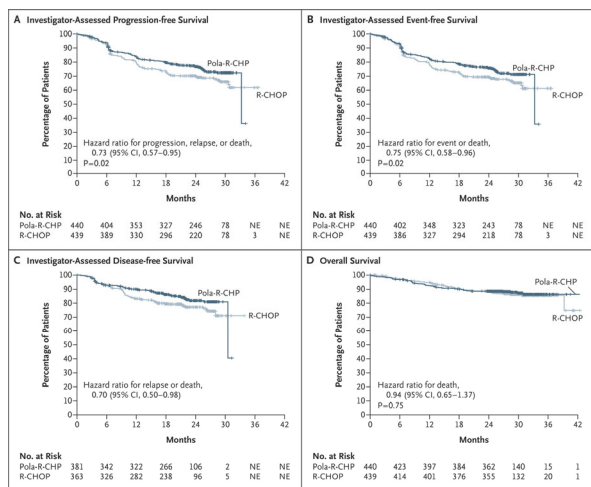 A Investigator-Assessed Progression-free Survival
Percentage of Patients
100
90
80
70
60
50
40
30
20
10
0
Pola-R-CHP
R-CHOP
Hazard ratio for progression, relapse, or death,
0.73 (95% CI, 0.57–0.95)
P=0.02
0 6 12 18 24 30 36 42
Months
No. at Risk
Pola-R-CHP 440 404 353 327 246 78 NE NE
R-CHOP 439 389 330 296 220 78 3 NE
B Investigator-Assessed Event-free Survival
Percentage of Patients
100
90
80
70
60
50
40
30
20
10
0
Pola-R-CHP
R-CHOP
Hazard ratio for event or death,
0.75 (95% CI, 0.58–0.96)
P=0.02
0 6 12 18 24 30 36 42
Months
No. at Risk
Pola-R-CHP 440 402 348 323 243 78 NE NE
R-CHOP 439 386 327 294 218 78 3 NE
C Investigator-Assessed Disease-free Survival
Percentage of Patients
100
90
80
70
60
50
40
30
20
10
0
Pola-R-CHP
R-CHOP
Hazard ratio for relapse or death,
0.70 (95% CI, 0.50–0.98)
0 6 12 18 24 30 36 42
Months
No. at Risk
Pola-R-CHP 381 342 322 266 106 2 NE NE
R-CHOP 363 326 282 238 96 5 NE NE
D Overall Survival
Percentage of Patients
100
90
80
70
60
50
40
30
20
10
0
Pola-R-CHP
R-CHOP
Hazard ratio for death,
0.94 (95% CI, 0.65–1.37)
P=0.75
0 6 12 18 24 30 36 42
Months
No. at Risk
Pola-R-CHP 440 423 397 384 362 140 15 1
R-CHOP 439 414 401 376 355 132 20 1